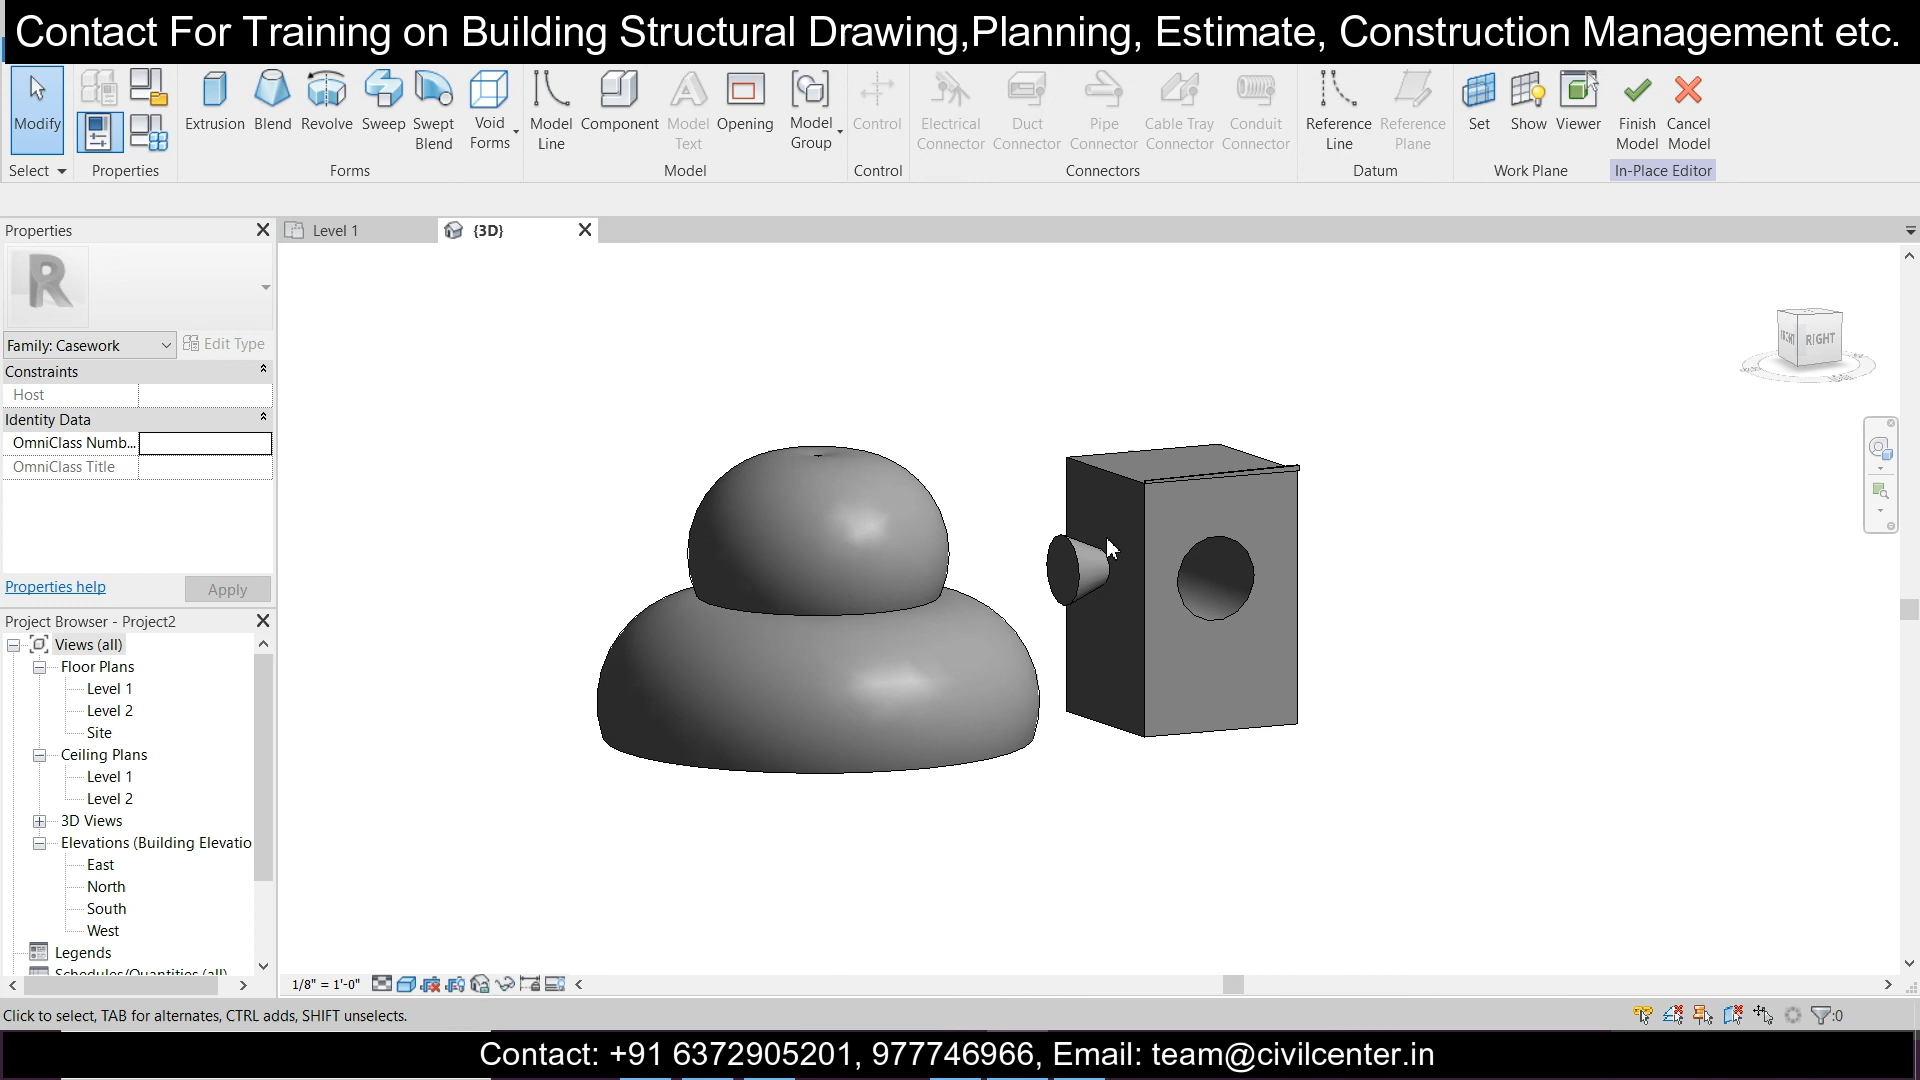 Contact For Training on Building Structural Drawing,Planning, Estimate, Construction Management etc.
Modify
Extrusion Blend Revolve Sweep Swept Blend Void Forms
Model Line Component Model Text Opening Model Group
Control
Electrical Connector Duct Connector Pipe Connector Cable Tray Connector Conduit Connector
Reference Line Reference Plane
Set Show Viewer
Finish Model Cancel Model
Select Properties Forms Model Control Connectors Datum Work Plane In-Place Editor
Properties
Level 1
{3D}
R
Family: Casework
Edit Type
Constraints
Host
Identity Data
OmniClass Numb...
OmniClass Title
Properties help
Apply
FRONT
RIGHT
Project Browser - Project2
Views (all)
Floor Plans
Level 1
Level 2
Site
Ceiling Plans
Level 1
Level 2
3D Views
Elevations (Building Elevatio
East
North
South
West
Legends
Schedules/Quantities (all)
1/8" = 1'-0"
Click to select, TAB for alternates, CTRL adds, SHIFT unselects.
:0
Contact: +91 6372905201, 977746966, Email: team@civilcenter.in